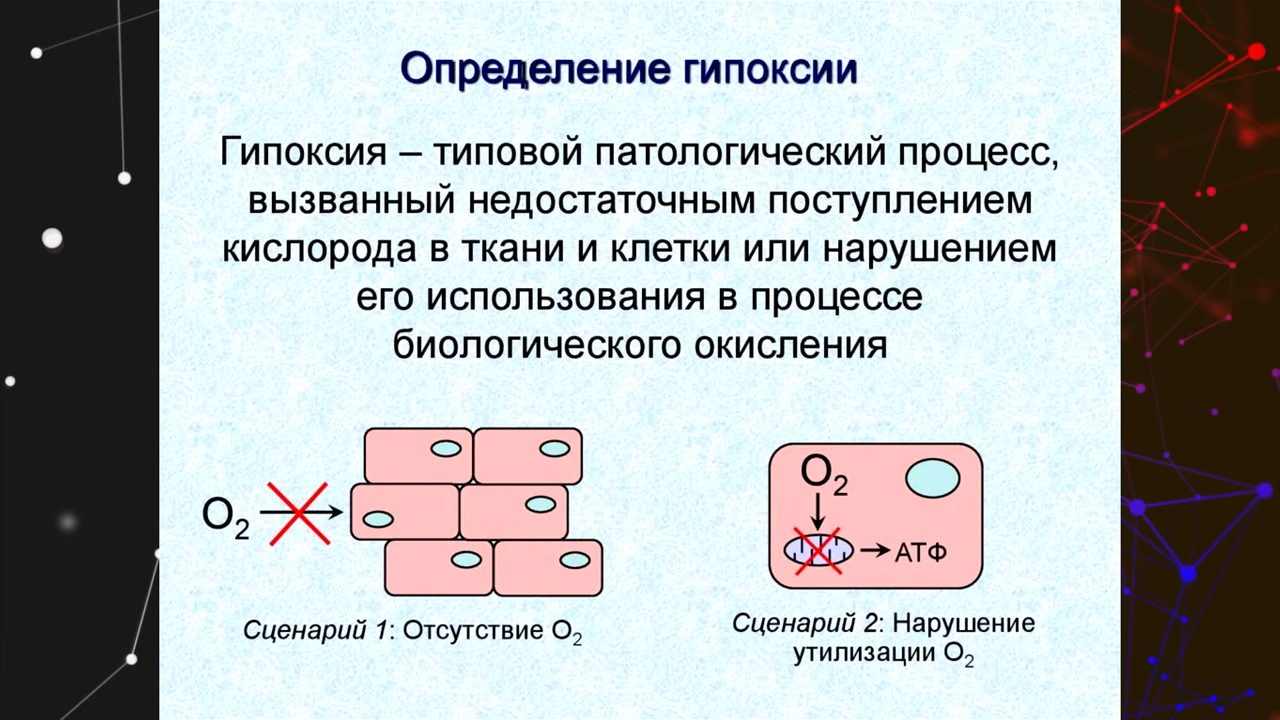 Определение гипоксии
Гипоксия – типовой патологический процесс,
вызванный недостаточным поступлением
кислорода в ткани и клетки или нарушением
его использования в процессе
биологического окисления
O₂
O₂
АТФ
Сценарий 1: Отсутствие O₂
Сценарий 2: Нарушение
утилизации O₂